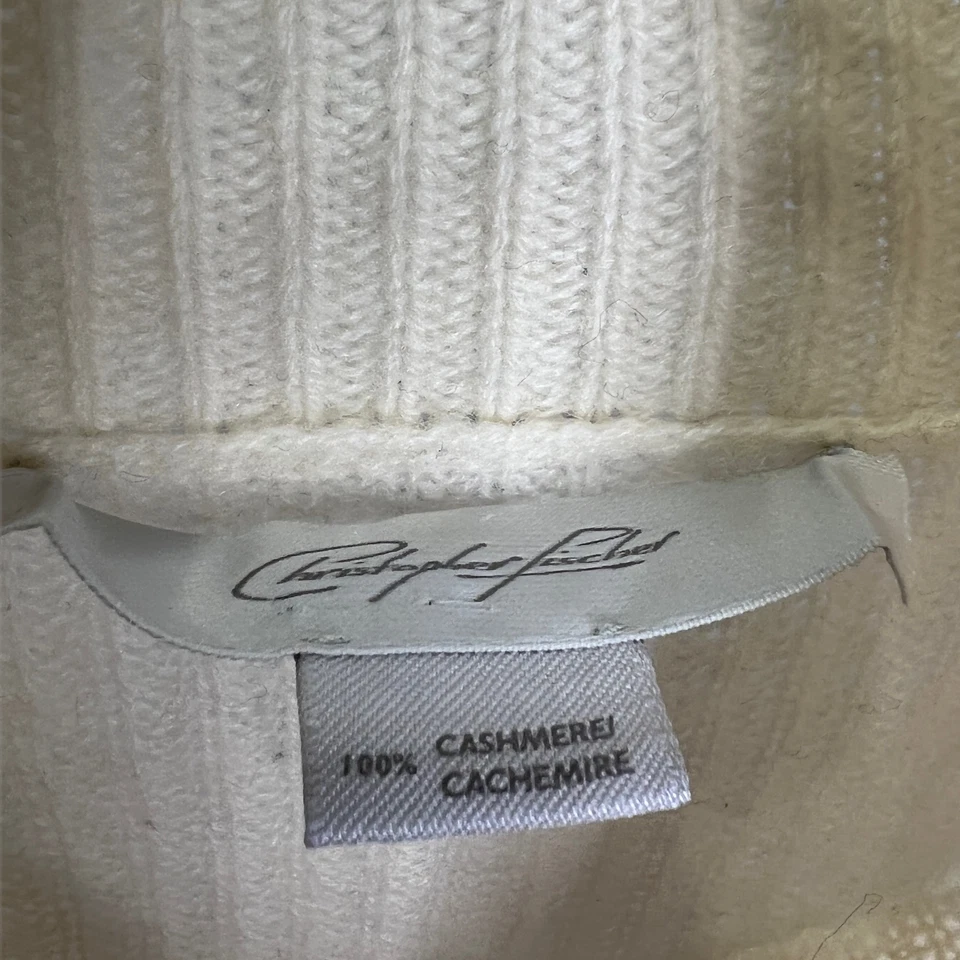 Christopher Fischer
100% CASHMERE/
CACHEMIRE